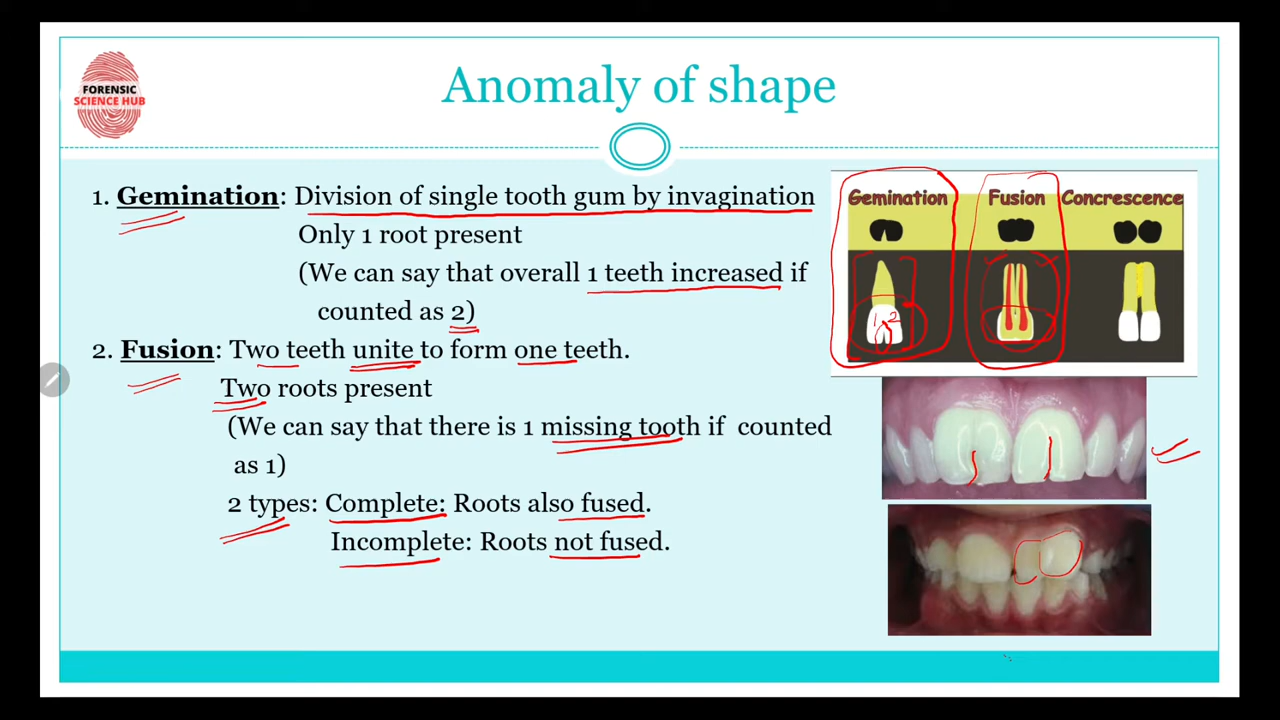 Anomaly of shape
FORENSIC
SCIENCE HUB
1. Gemination: Division of single tooth gum by invagination
Only 1 root present
(We can say that overall 1 teeth increased if
counted as 2)
2. Fusion: Two teeth unite to form one teeth.
Two roots present
(We can say that there is 1 missing tooth if counted
as 1)
2 types: Complete: Roots also fused.
Incomplete: Roots not fused.
Gemination Fusion Concrescence
1 2